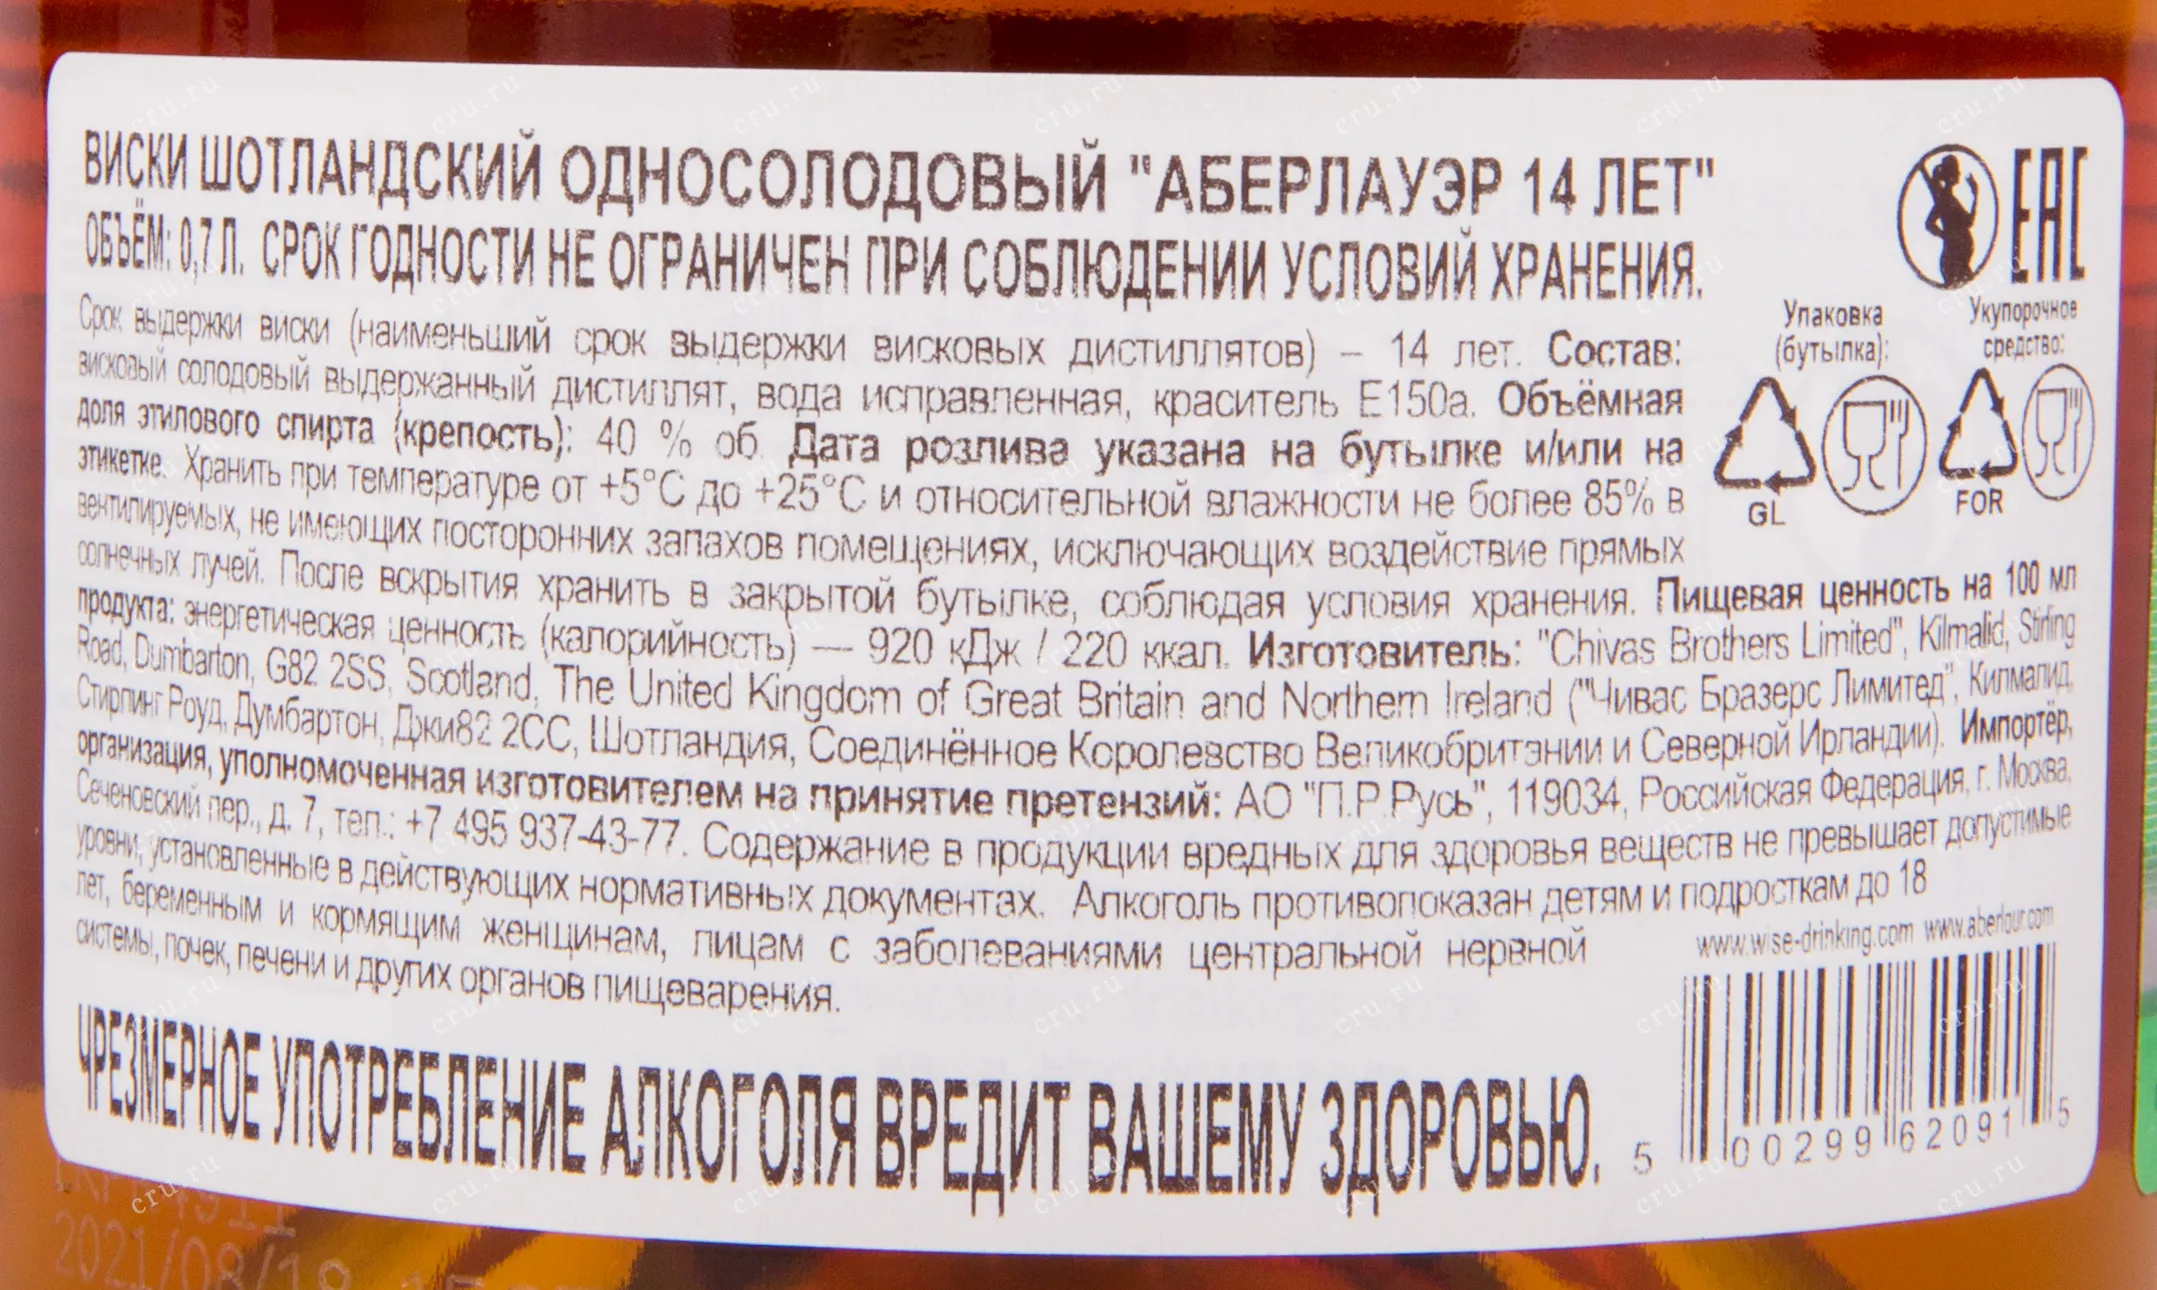 ВИСКИ ШОТЛАНДСКИЙ ОДНОСОЛОДОВЫЙ "АБЕРЛАУЭР 14 ЛЕТ"
ОБЪЁМ: 0,7 Л. СРОК ГОДНОСТИ НЕ ОГРАНИЧЕН ПРИ СОБЛЮДЕНИИ УСЛОВИЙ ХРАНЕНИЯ.
EAC
Срок выдержки виски (наименьший срок выдержки висковых дистиллятов) – 14 лет. Состав:
висковый солодовый выдержанный дистиллят, вода исправленная, краситель Е150а. Объёмная
доля этилового спирта (крепость): 40 % об. Дата розлива указана на бутылке и/или на
этикетке. Хранить при температуре от +5°С до +25°С и относительной влажности не более 85% в
вентилируемых, не имеющих посторонних запахов помещениях, исключающих воздействие прямых
солнечных лучей. После вскрытия хранить в закрытой бутылке, соблюдая условия хранения. Пищевая ценность на 100 мл
продукта: энергетическая ценность (калорийность) — 920 кДж / 220 ккал. Изготовитель: "Chivas Brothers Limited", Kilmalid, Stirling
Road, Dumbarton, G82 2SS, Scotland, The United Kingdom of Great Britain and Northern Ireland ("Чивас Бразерс Лимитед", Килмалид,
Стирлинг Роуд, Думбартон, Джи82 2СС, Шотландия, Соединённое Королевство Великобритании и Северной Ирландии). Импортёр,
организация, уполномоченная изготовителем на принятие претензий: АО "П.Р.Русь", 119034, Российская Федерация, г. Москва,
Сеченовский пер., д. 7, тел.: +7 495 937-43-77. Содержание в продукции вредных для здоровья веществ не превышает допустимые
уровни, установленные в действующих нормативных документах. Алкоголь противопоказан детям и подросткам до 18
лет, беременным и кормящим женщинам, лицам с заболеваниями центральной нервной
системы, почек, печени и других органов пищеварения.
Упаковка
(бутылка):
GL
Укупорочное
средство:
FOR
www.wise-drinking.com www.aberlour.com
ЧРЕЗМЕРНОЕ УПОТРЕБЛЕНИЕ АЛКОГОЛЯ ВРЕДИТ ВАШЕМУ ЗДОРОВЬЮ.
5 002996 209115
2021/08/18
cru.ru